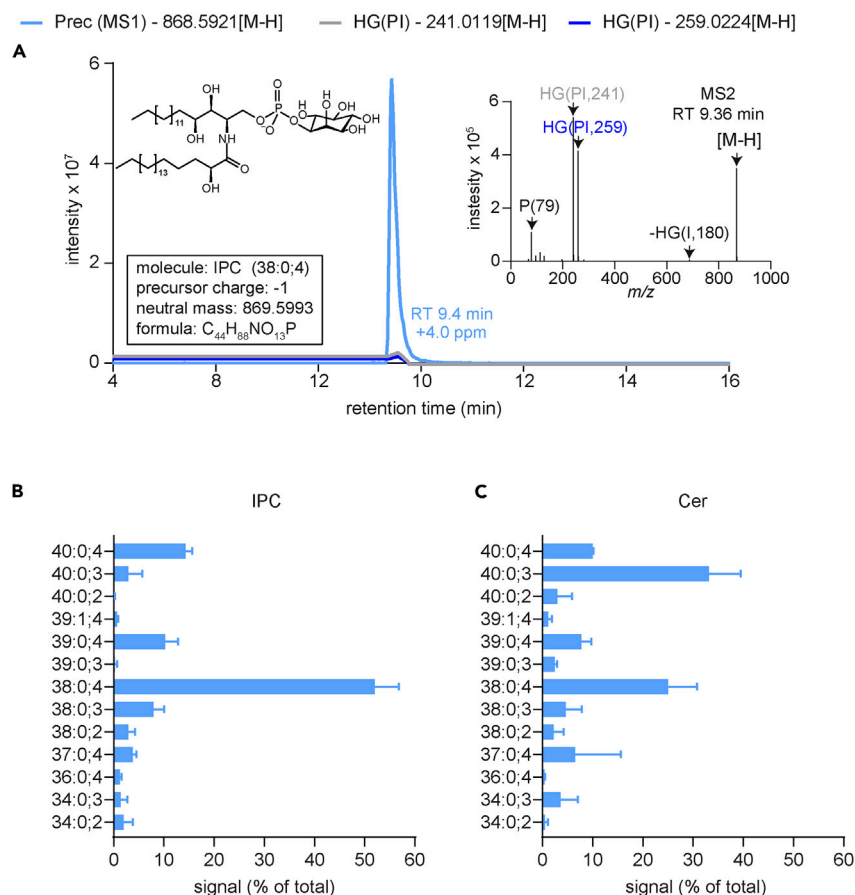 Prec (MS1) - 868.5921[M-H] HG(PI) - 241.0119[M-H] HG(PI) - 259.0224[M-H]
A
intensity x 10⁷
6
4
2
0
4 8 12 10 12 14 16
retention time (min)
OH
OH
O
O
P
O⁻
O
H
OH
H
HO
H
OH
H
OH
H
OH
H
11
NH
13
O
OH
molecule: IPC (38:0;4)
precursor charge: -1
neutral mass: 869.5993
formula: C₄₄H₈₈NO₁₃P
RT 9.4 min
+4.0 ppm
instesity x 10⁵
6
4
2
0
HG(PI,241)
HG(PI,259)
MS2
RT 9.36 min
[M-H]
P(79)
-HG(I,180)
0 200 400 600 800 1000
m/z
B
IPC
40:0;4
40:0;3
40:0;2
39:1;4
39:0;4
39:0;3
38:0;4
38:0;3
38:0;2
37:0;4
36:0;4
34:0;3
34:0;2
0 10 20 30 40 50 60
signal (% of total)
C
Cer
40:0;4
40:0;3
40:0;2
39:1;4
39:0;4
39:0;3
38:0;4
38:0;3
38:0;2
37:0;4
36:0;4
34:0;3
34:0;2
0 10 20 30 40 50 60
signal (% of total)